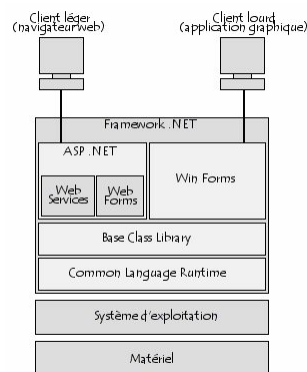 Client léger
(navigateur web)
Client lourd
(application graphique)
Framework .NET
ASP .NET
Web
Services
Web
Forms
Win Forms
Base Class Library
Common Language Runtime
Système d'exploitation
Matériel